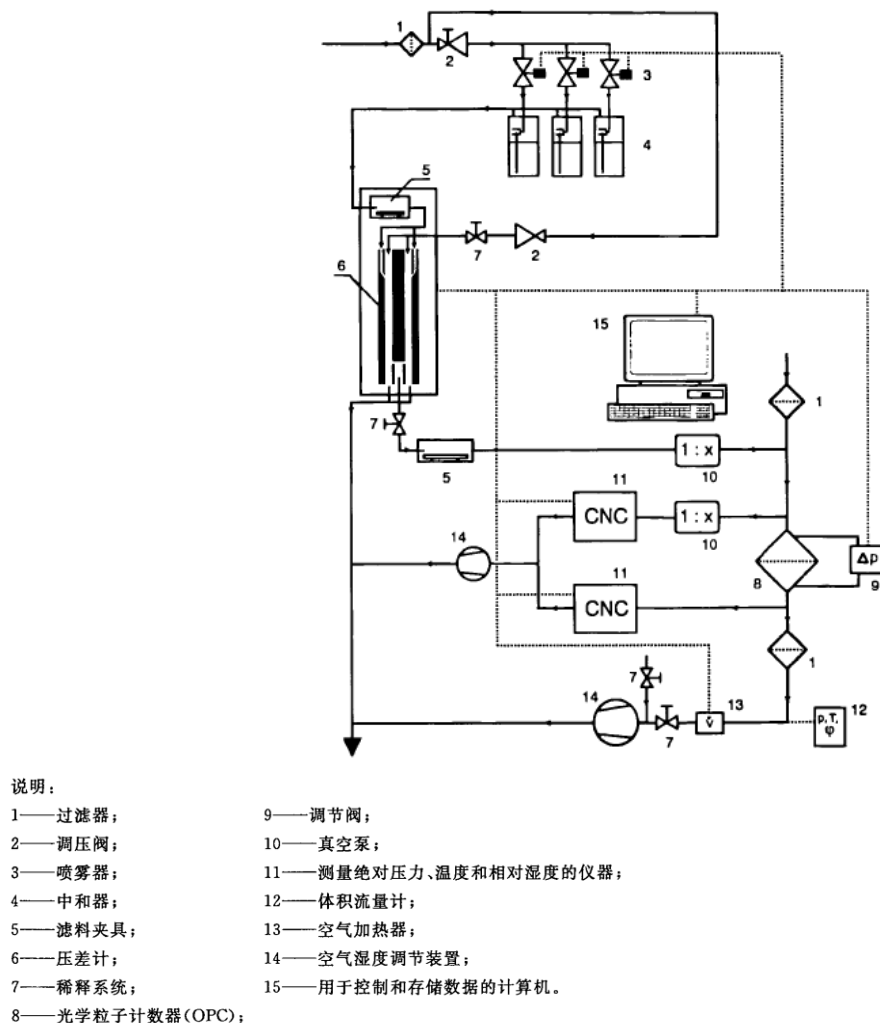 1
2
3
4
5
7
2
6
15
1
7
5
1 : x
10
11
CNC
1 : x
10
14
8
Δp
9
11
CNC
1
7
14
7
13
v̇
12
p, T,
φ
说明：
1——过滤器；
2——调压阀；
3——喷雾器；
4——中和器；
5——滤料夹具；
6——压差计；
7——稀释系统；
8——光学粒子计数器(OPC)；
9——调节阀；
10——真空泵；
11——测量绝对压力、温度和相对湿度的仪器；
12——体积流量计；
13——空气加热器；
14——空气湿度调节装置；
15——用于控制和存储数据的计算机。